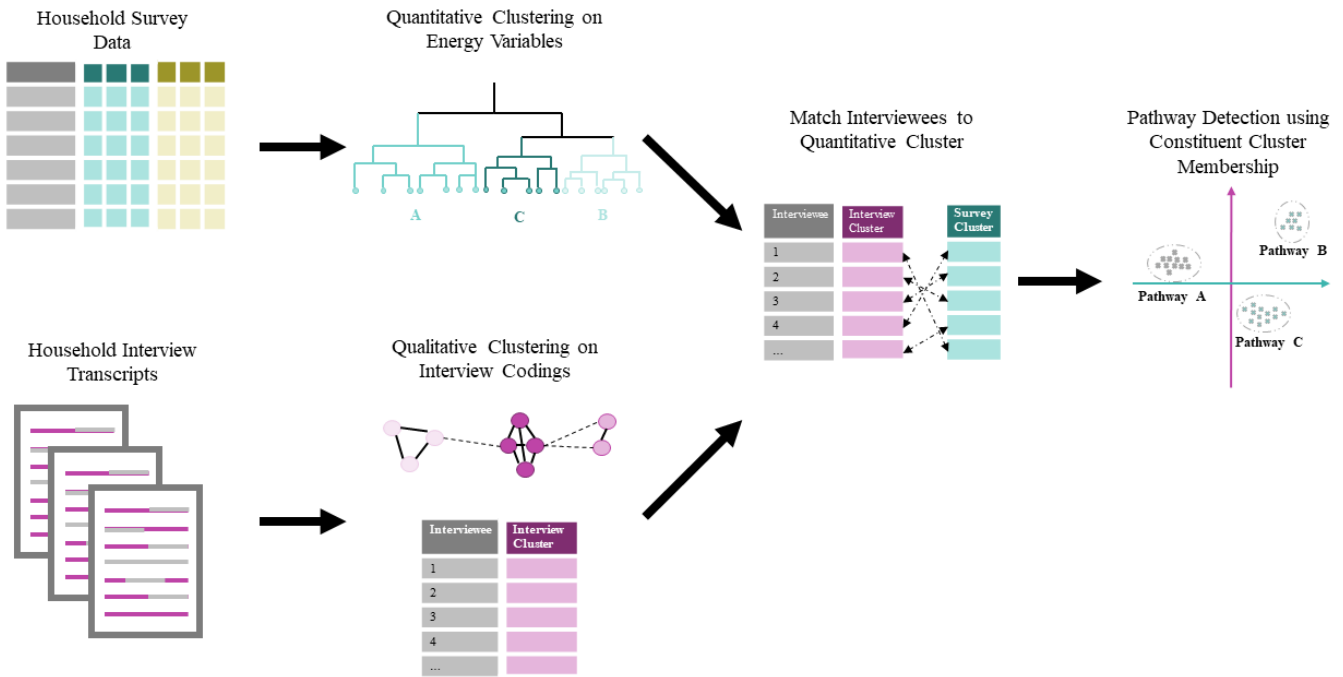 Household Survey
Data
Quantitative Clustering on
Energy Variables
A
C
B
Match Interviewees to
Quantitative Cluster
Interviewee
Interview
Cluster
Survey
Cluster
1
2
3
4
...
Pathway Detection using
Constituent Cluster
Membership
Pathway B
Pathway A
Pathway C
Household Interview
Transcripts
Qualitative Clustering on
Interview Codings
Interviewee
Interview
Cluster
1
2
3
4
...